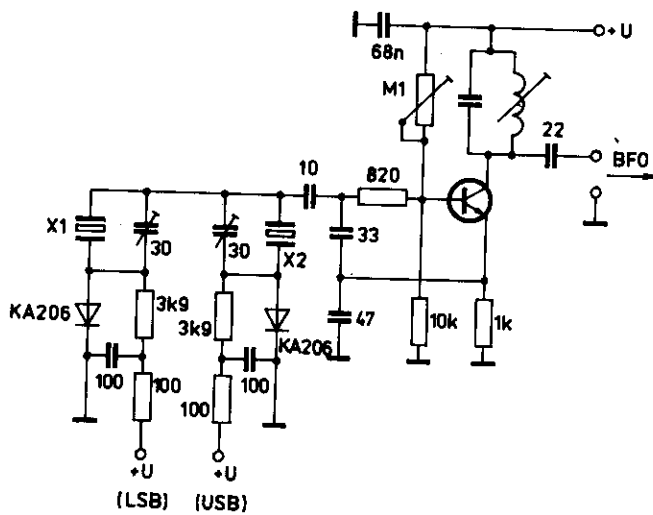 +U
68n
M1
22
BFO
10
820
X1
30
30
X2
33
KA206
3k9
3k9
KA206
47
10k
1k
100
100
100
100
+U
+U
(LSB)
(USB)